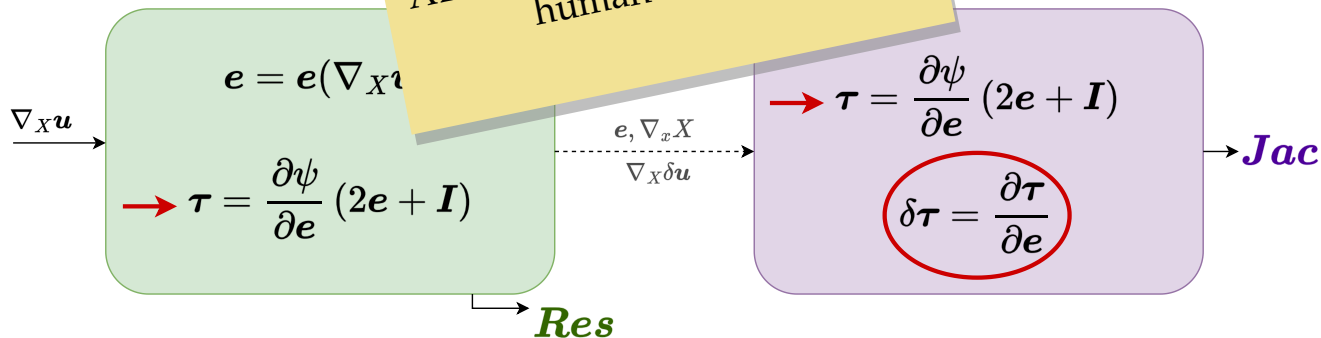 human
e = e(∇_X
∇_X u
τ = ∂ψ/∂e (2e + I)
Res
e, ∇_x X
∇_X δu
τ = ∂ψ/∂e (2e + I)
δτ = ∂τ/∂e
Jac